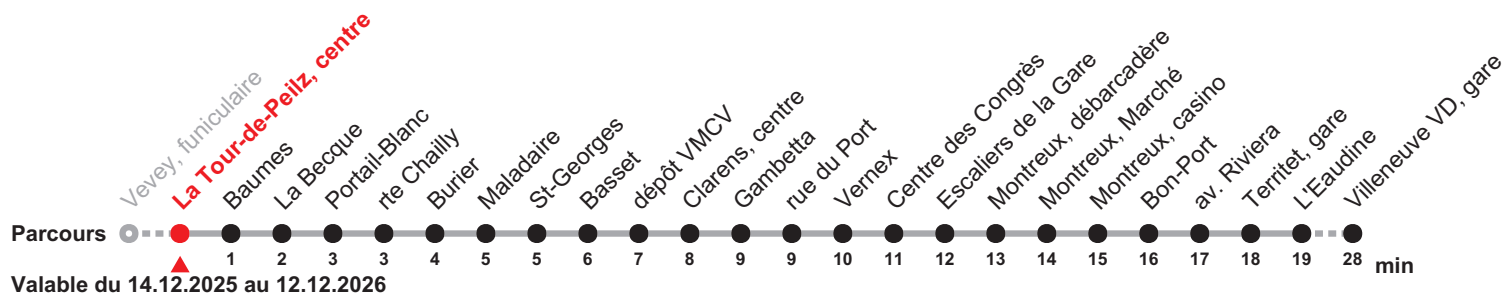 Vevey, funiculaire
La Tour-de-Peilz, centre
Baumes
La Becque
Portail-Blanc
rte Chailly
Burier
Maladaire
St-Georges
Basset
dépôt VMCV
Clarens, centre
Gambetta
rue du Port
Vernex
Centre des Congrès
Escaliers de la Gare
Montreux, débarcadère
Montreux, Marché
Montreux, casino
Bon-Port
av. Riviera
Territet, gare
L'Eaudine
Villeneuve VD, gare
Parcours
1 2 3 3 4 5 5 6 7 8 9 9 10 11 12 13 14 15 16 17 18 19 28 min
Valable du 14.12.2025 au 12.12.2026